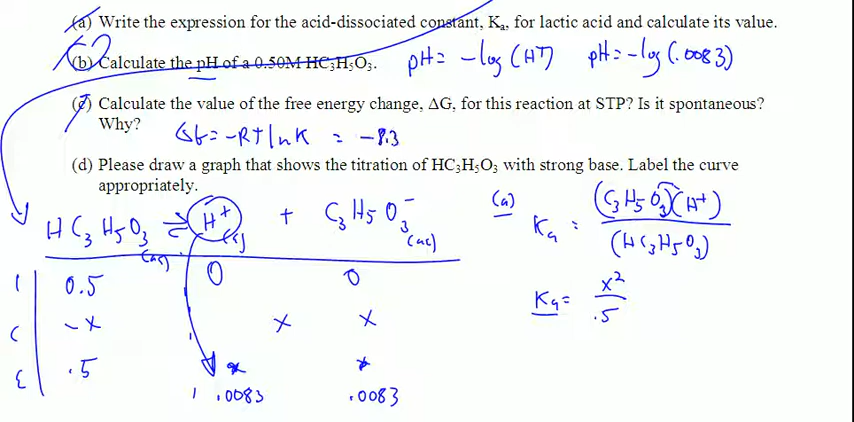 (a) Write the expression for the acid-dissociated constant, Kₐ, for lactic acid and calculate its value.
(b) Calculate the pH of a 0.50M HC₃H₅O₃. pH = -log (H⁺) pH = -log (.0083)
(c) Calculate the value of the free energy change, ΔG, for this reaction at STP? Is it spontaneous?
Why? ΔG = -RT ln K = -8.3
(d) Please draw a graph that shows the titration of HC₃H₅O₃ with strong base. Label the curve
appropriately.
HC₃H₅O₃(aq) ⇌ H⁺ + C₃H₅O₃⁻(aq)
I 0.5 0 0
C -x x x
E .5 x x
.0083 .0083
(a) Kₐ = (C₃H₅O₃⁻)(H⁺) / (HC₃H₅O₃)
Kₐ = x² / .5